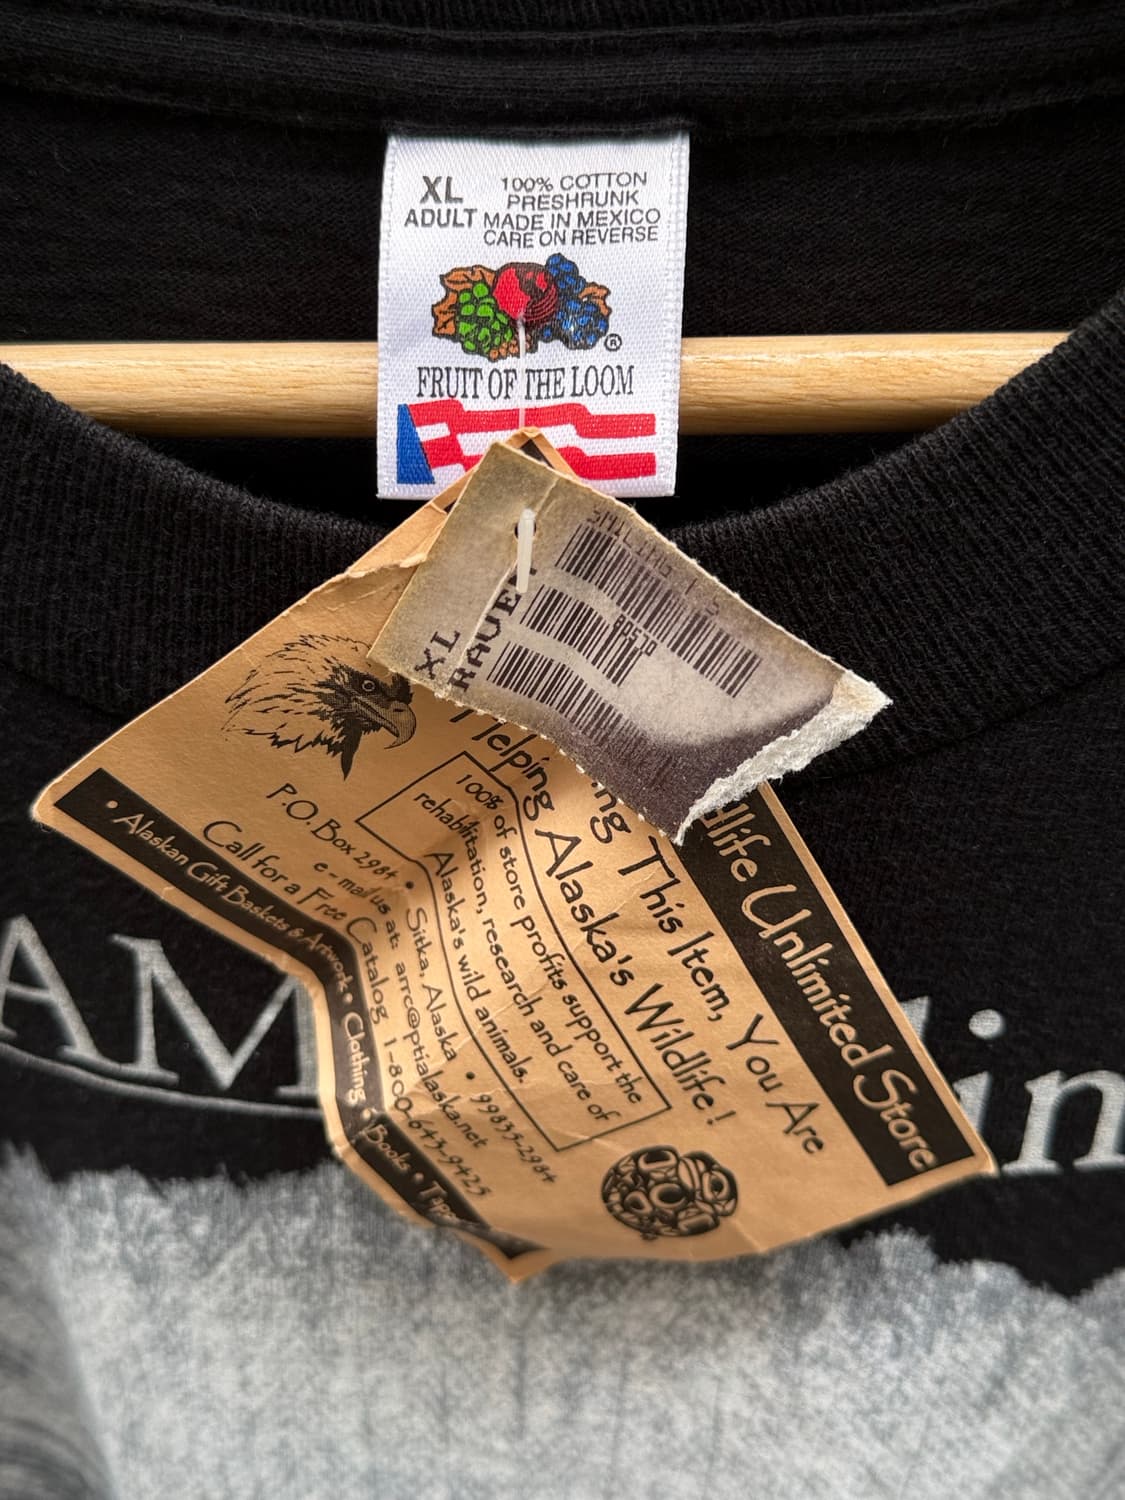 XL
ADULT
100% COTTON
PRESHRUNK
MADE IN MEXICO
CARE ON REVERSE
®
FRUIT OF THE LOOM
XL
RAVEN
Unlimited Store
This Item, You Are
Helping Alaska's Wildlife!
100% of store profits support the
rehabilitation, research and care of
Alaska's wild animals.
P.O. Box 2984 • Sitka, Alaska • 99835-2984
e-mail us at: arrc@ptialaska.net
Call for a Free Catalog 1-800-643-9425
• Alaskan Gift Baskets & Artwork • Clothing • Books •
AM
in